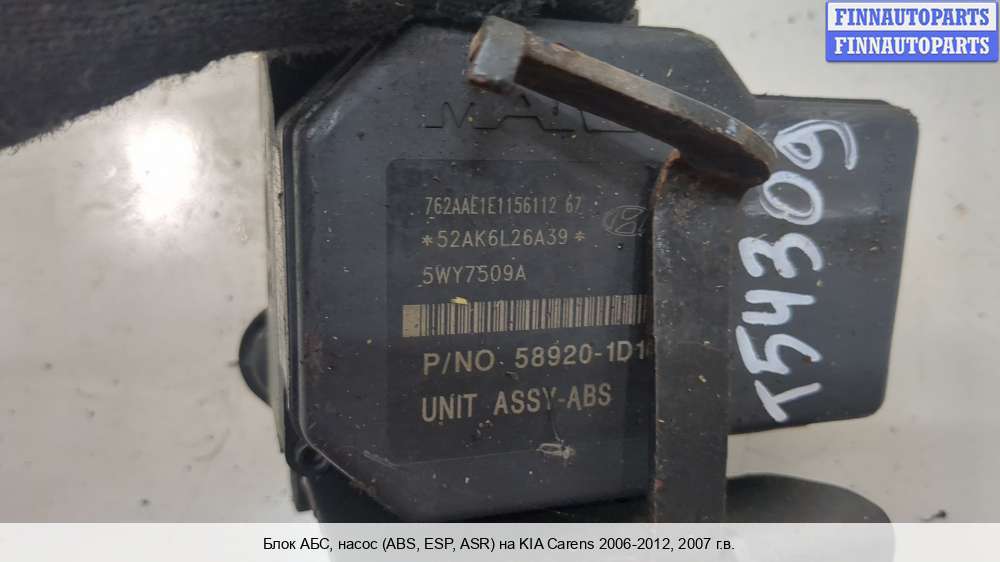 FINNAUTOPARTS
FINNAUTOPARTS
762AAE1E1156112 67
*52AK6L26A39*
5WY7509A
P/NO 58920-1D1
UNIT ASSY-ABS
T54309
Блок АБС, насос (ABS, ESP, ASR) на KIA Carens 2006-2012, 2007 г.в.